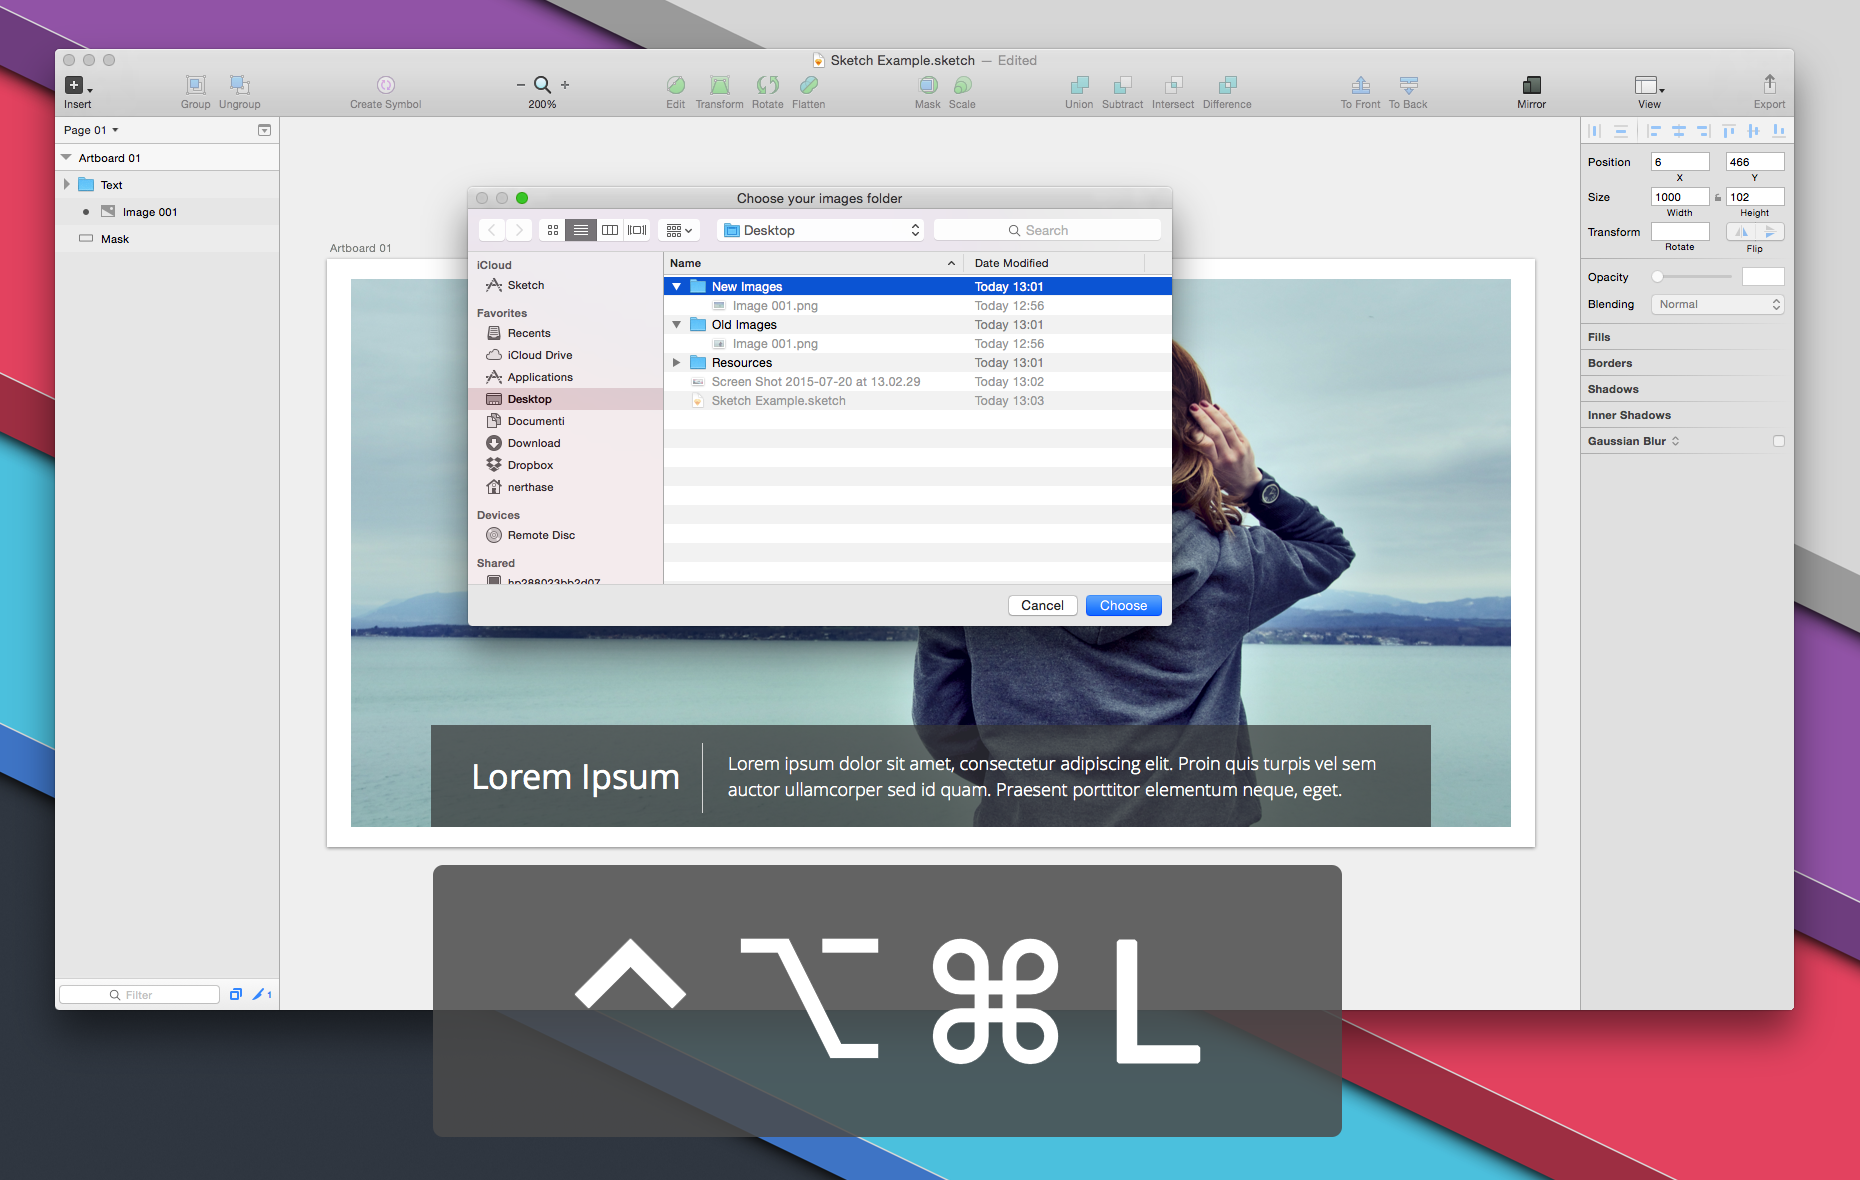 Sketch Example.sketch — Edited
Insert
Group
Ungroup
Create Symbol
200%
Edit
Transform
Rotate
Flatten
Mask
Scale
Union
Subtract
Intersect
Difference
To Front
To Back
Mirror
View
Export
Page 01
Artboard 01
Text
Image 001
Mask
Filter
1
Artboard 01
Choose your images folder
Desktop
Search
iCloud
Sketch
Favorites
Recents
iCloud Drive
Applications
Desktop
Documenti
Download
Dropbox
nerthase
Devices
Remote Disc
Shared
hp288023bb2d07
Name
Date Modified
New Images Today 13:01
Image 001.png Today 12:56
Old Images Today 13:01
Image 001.png Today 12:56
Resources Today 13:01
Screen Shot 2015-07-20 at 13.02.29 Today 13:02
Sketch Example.sketch Today 13:03
Cancel
Choose
Lorem Ipsum
Lorem ipsum dolor sit amet, consectetur adipiscing elit. Proin quis turpis vel sem
auctor ullamcorper sed id quam. Praesent porttitor elementum neque, eget.
Position 6 466
X Y
Size 1000 102
Width Height
Transform
Rotate Flip
Opacity
Blending Normal
Fills
Borders
Shadows
Inner Shadows
Gaussian Blur
⌃⌥⌘L